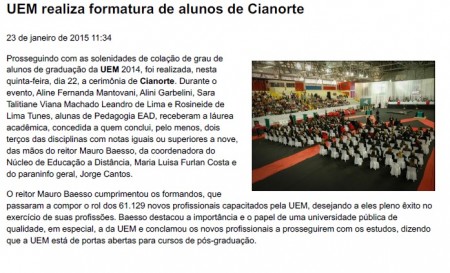 UEM realiza formatura de alunos de Cianorte
23 de janeiro de 2015 11:34
Prosseguindo com as solenidades de colação de grau de
alunos de graduação da UEM 2014, foi realizada, nesta
quinta-feira, dia 22, a cerimônia de Cianorte. Durante o
evento, Aline Fernanda Mantovani, Alini Garbelini, Sara
Talitiane Viana Machado Leandro de Lima e Rosineide de
Lima Tunes, alunas de Pedagogia EAD, receberam a láurea
acadêmica, concedida a quem conclui, pelo menos, dois
terços das disciplinas com notas iguais ou superiores a nove,
das mãos do reitor Mauro Baesso, da coordenadora do
Núcleo de Educação a Distância, Maria Luisa Furlan Costa e
do paraninfo geral, Jorge Cantos.
O reitor Mauro Baesso cumprimentou os formandos, que
passaram a compor o rol dos 61.129 novos profissionais capacitados pela UEM, desejando a eles pleno êxito no
exercício de suas profissões. Baesso destacou a importância e o papel de uma universidade pública de
qualidade, em especial, a da UEM e conclamou os novos profissionais a prosseguirem com os estudos, dizendo
que a UEM está de portas abertas para cursos de pós-graduação.